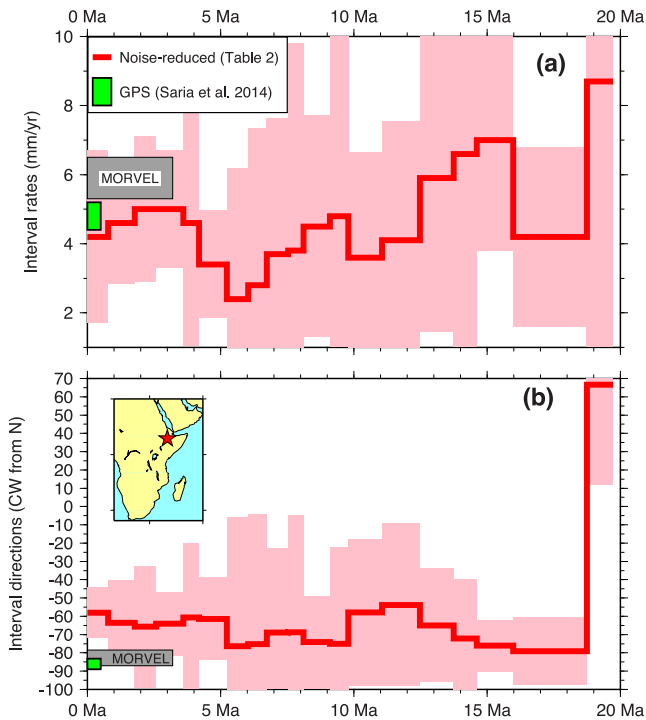 0 Ma 5 Ma 10 Ma 15 Ma 20 Ma
10
8
6
4
2
Interval rates (mm/yr)
Noise-reduced (Table 2)
GPS (Saria et al. 2014)
(a)
MORVEL
70
60
50
40
30
20
10
0
-10
-20
-30
-40
-50
-60
-70
-80
-90
-100
Interval directions (CW from N)
(b)
MORVEL
0 Ma 5 Ma 10 Ma 15 Ma 20 Ma